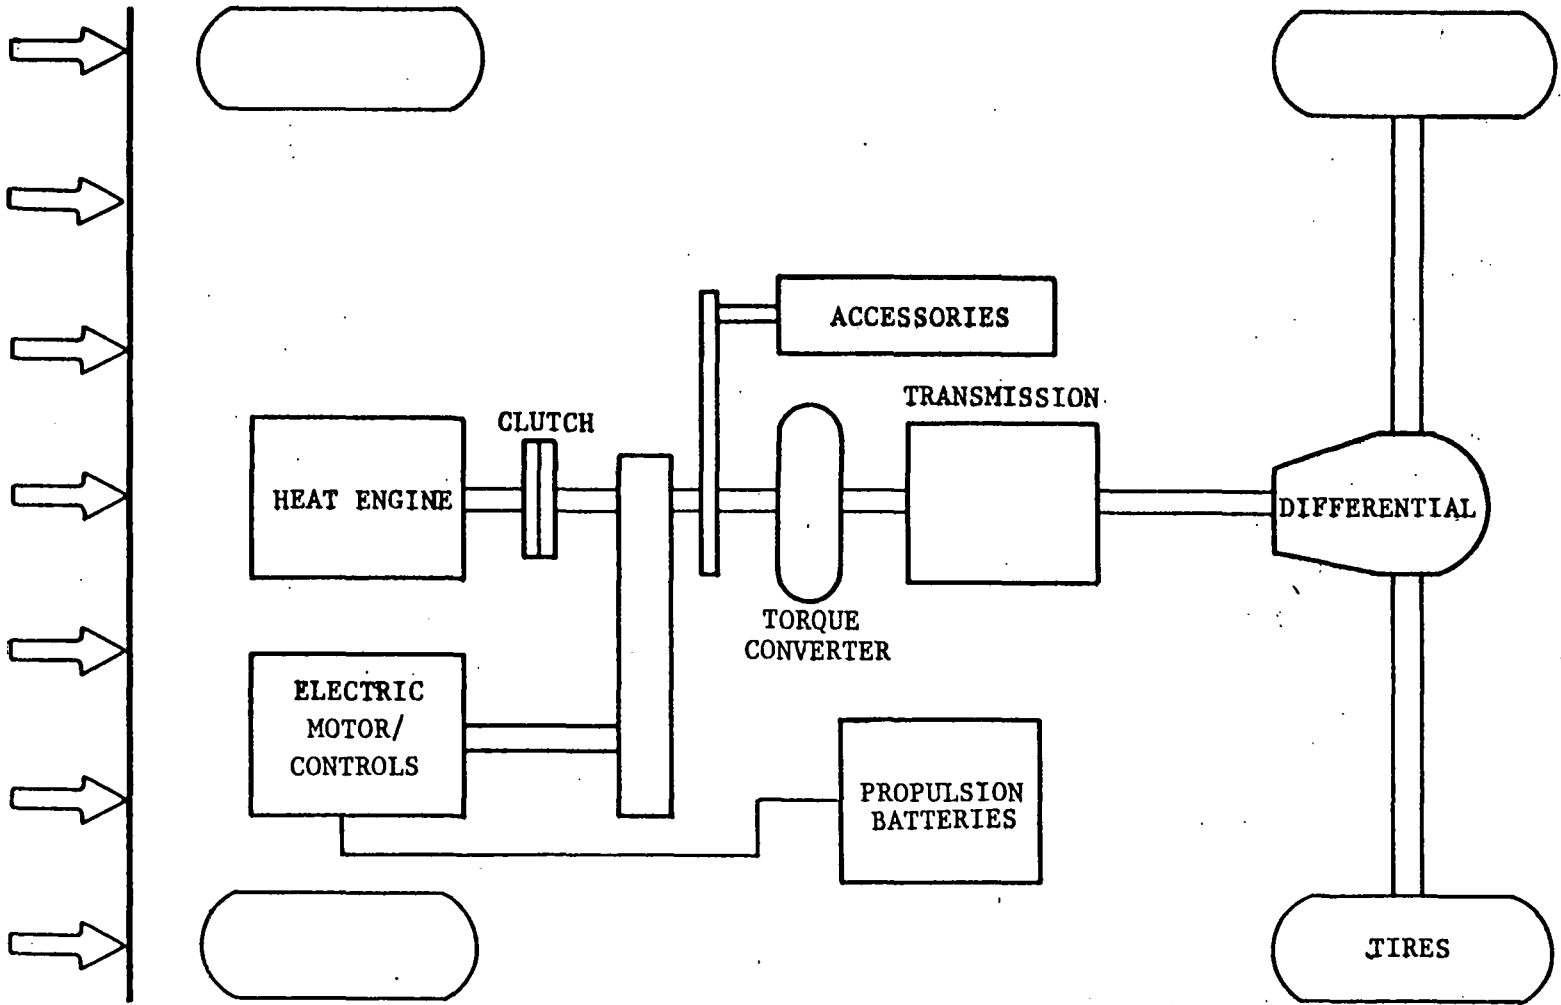 ACCESSORIES
TRANSMISSION
CLUTCH
HEAT ENGINE
DIFFERENTIAL
TORQUE
CONVERTER
ELECTRIC
MOTOR/
CONTROLS
PROPULSION
BATTERIES
TIRES